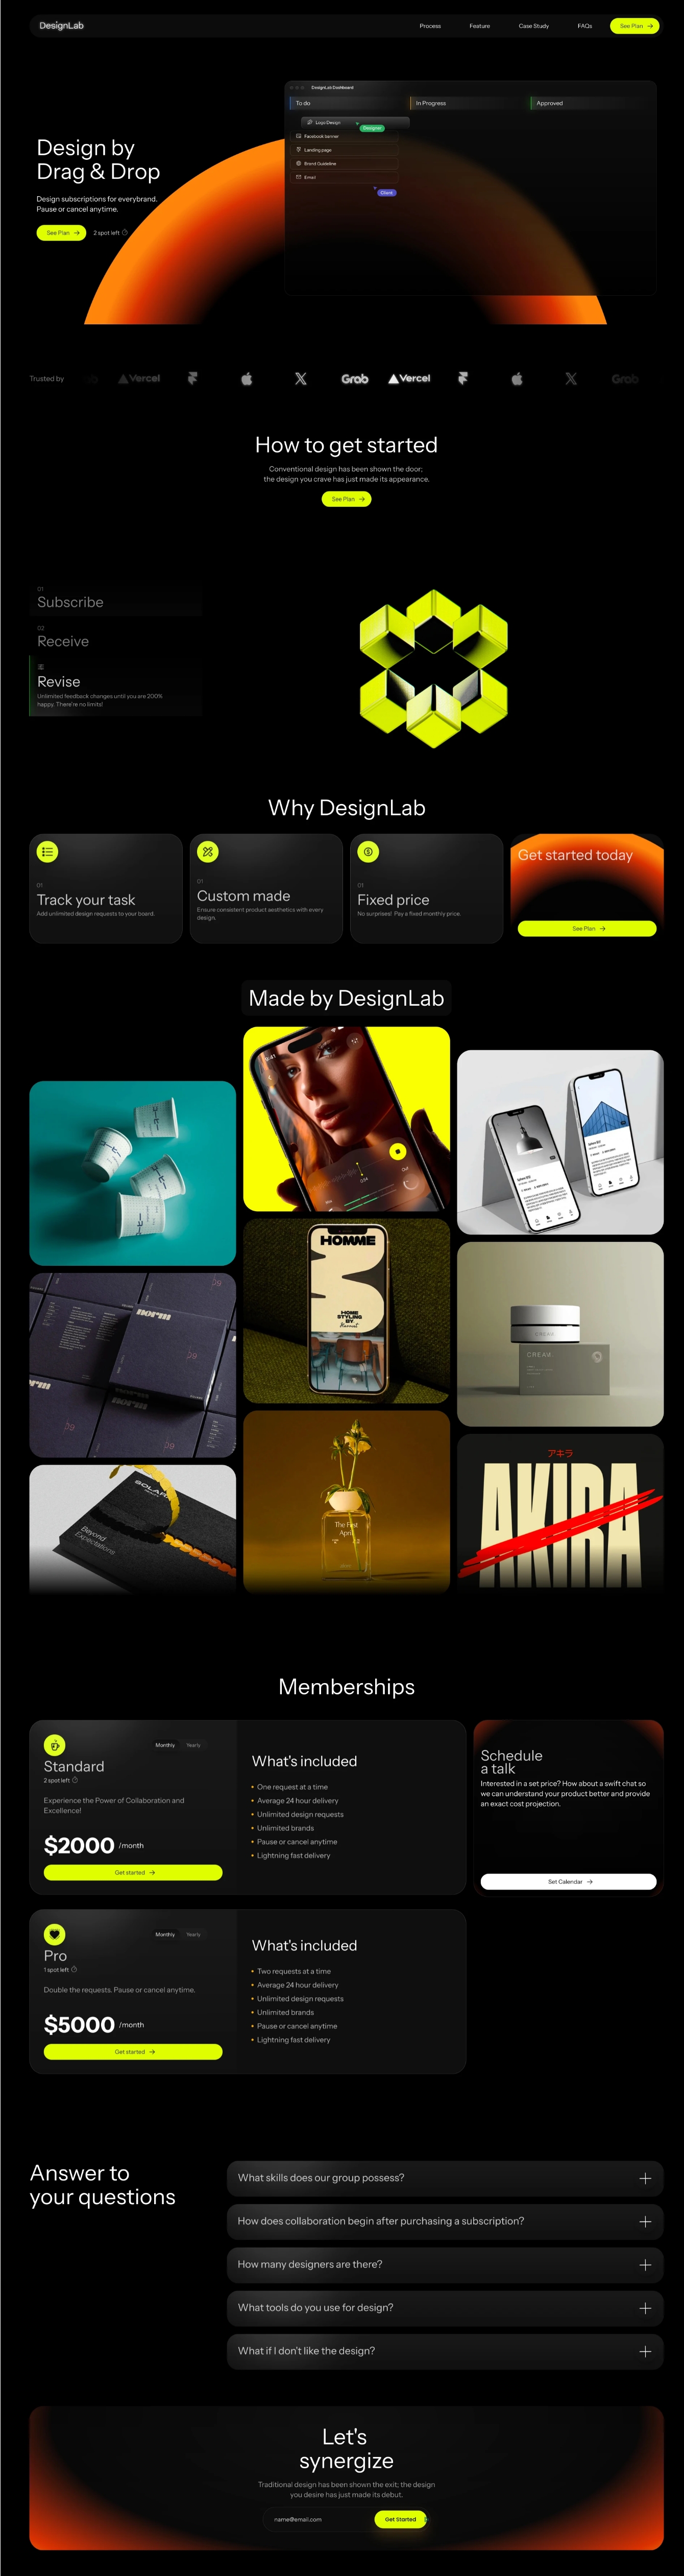 DesignLab
Process
Feature
Case Study
FAQs
See Plan
DesignLab Dashboard
To do
In Progress
Approved
Logo Design
Designer
Facebook banner
Landing page
Brand Guideline
Email
Client
Design by
Drag & Drop
Design subscriptions for everybrand.
Pause or cancel anytime.
See Plan
2 spot left
Trusted by
Vercel
Grab
Vercel
Grab
How to get started
Conventional design has been shown the door;
the design you crave has just made its appearance.
See Plan
01
Subscribe
02
Receive
Revise
Unlimited feedback changes until you are 200%
happy. There're no limits!
Why DesignLab
01
Track your task
Add unlimited design requests to your board.
01
Custom made
Ensure consistent product aesthetics with every
design.
01
Fixed price
No surprises! Pay a fixed monthly price.
Get started today
See Plan
Made by DesignLab
norm
HOMME
HOME
STYLING
BY
CREAM
CREAM
SOLAR
Beyond
Expectations
The First
April
アキラ
AKIRA
Memberships
Monthly
Yearly
Standard
2 spot left
Experience the Power of Collaboration and
Excellence!
$2000 /month
Get started
What's included
One request at a time
Average 24 hour delivery
Unlimited design requests
Unlimited brands
Pause or cancel anytime
Lightning fast delivery
Schedule
a talk
Interested in a set price? How about a swift chat so
we can understand your product better and provide
an exact cost projection.
Set Calendar
Monthly
Yearly
Pro
1 spot left
Double the requests. Pause or cancel anytime.
$5000 /month
Get started
What's included
Two requests at a time
Average 24 hour delivery
Unlimited design requests
Unlimited brands
Pause or cancel anytime
Lightning fast delivery
Answer to
your questions
What skills does our group possess?
How does collaboration begin after purchasing a subscription?
How many designers are there?
What tools do you use for design?
What if I don't like the design?
Let's
synergize
Traditional design has been shown the exit; the design
you desire has just made its debut.
name@email.com
Get Started